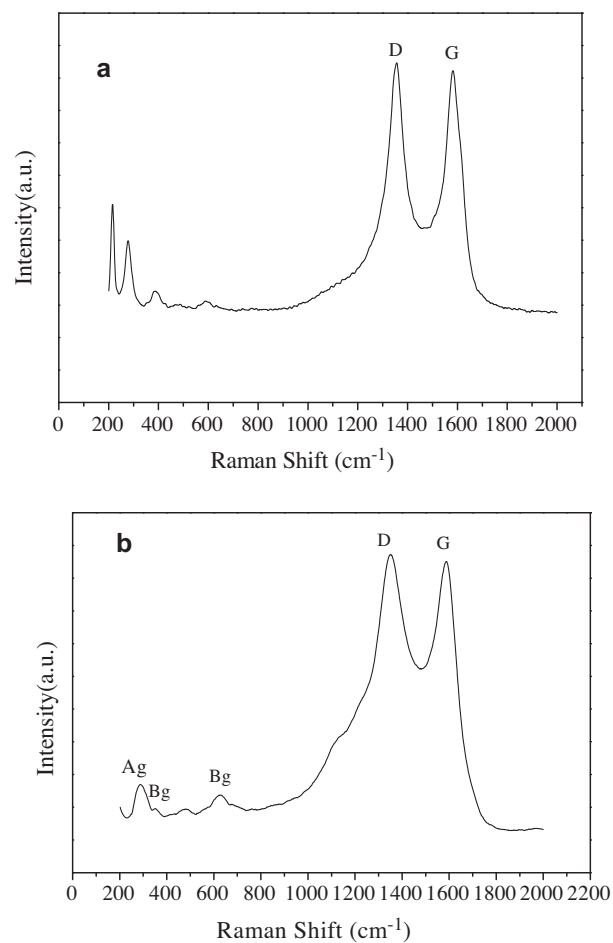 a
D
G
Intensity(a.u.)
0 200 400 600 800 1000 1200 1400 1600 1800 2000
Raman Shift (cm⁻¹)
b
D
G
Ag
Bg
Bg
Intensity(a.u.)
0 200 400 600 800 1000 1200 1400 1600 1800 2000 2200
Raman Shift (cm⁻¹)